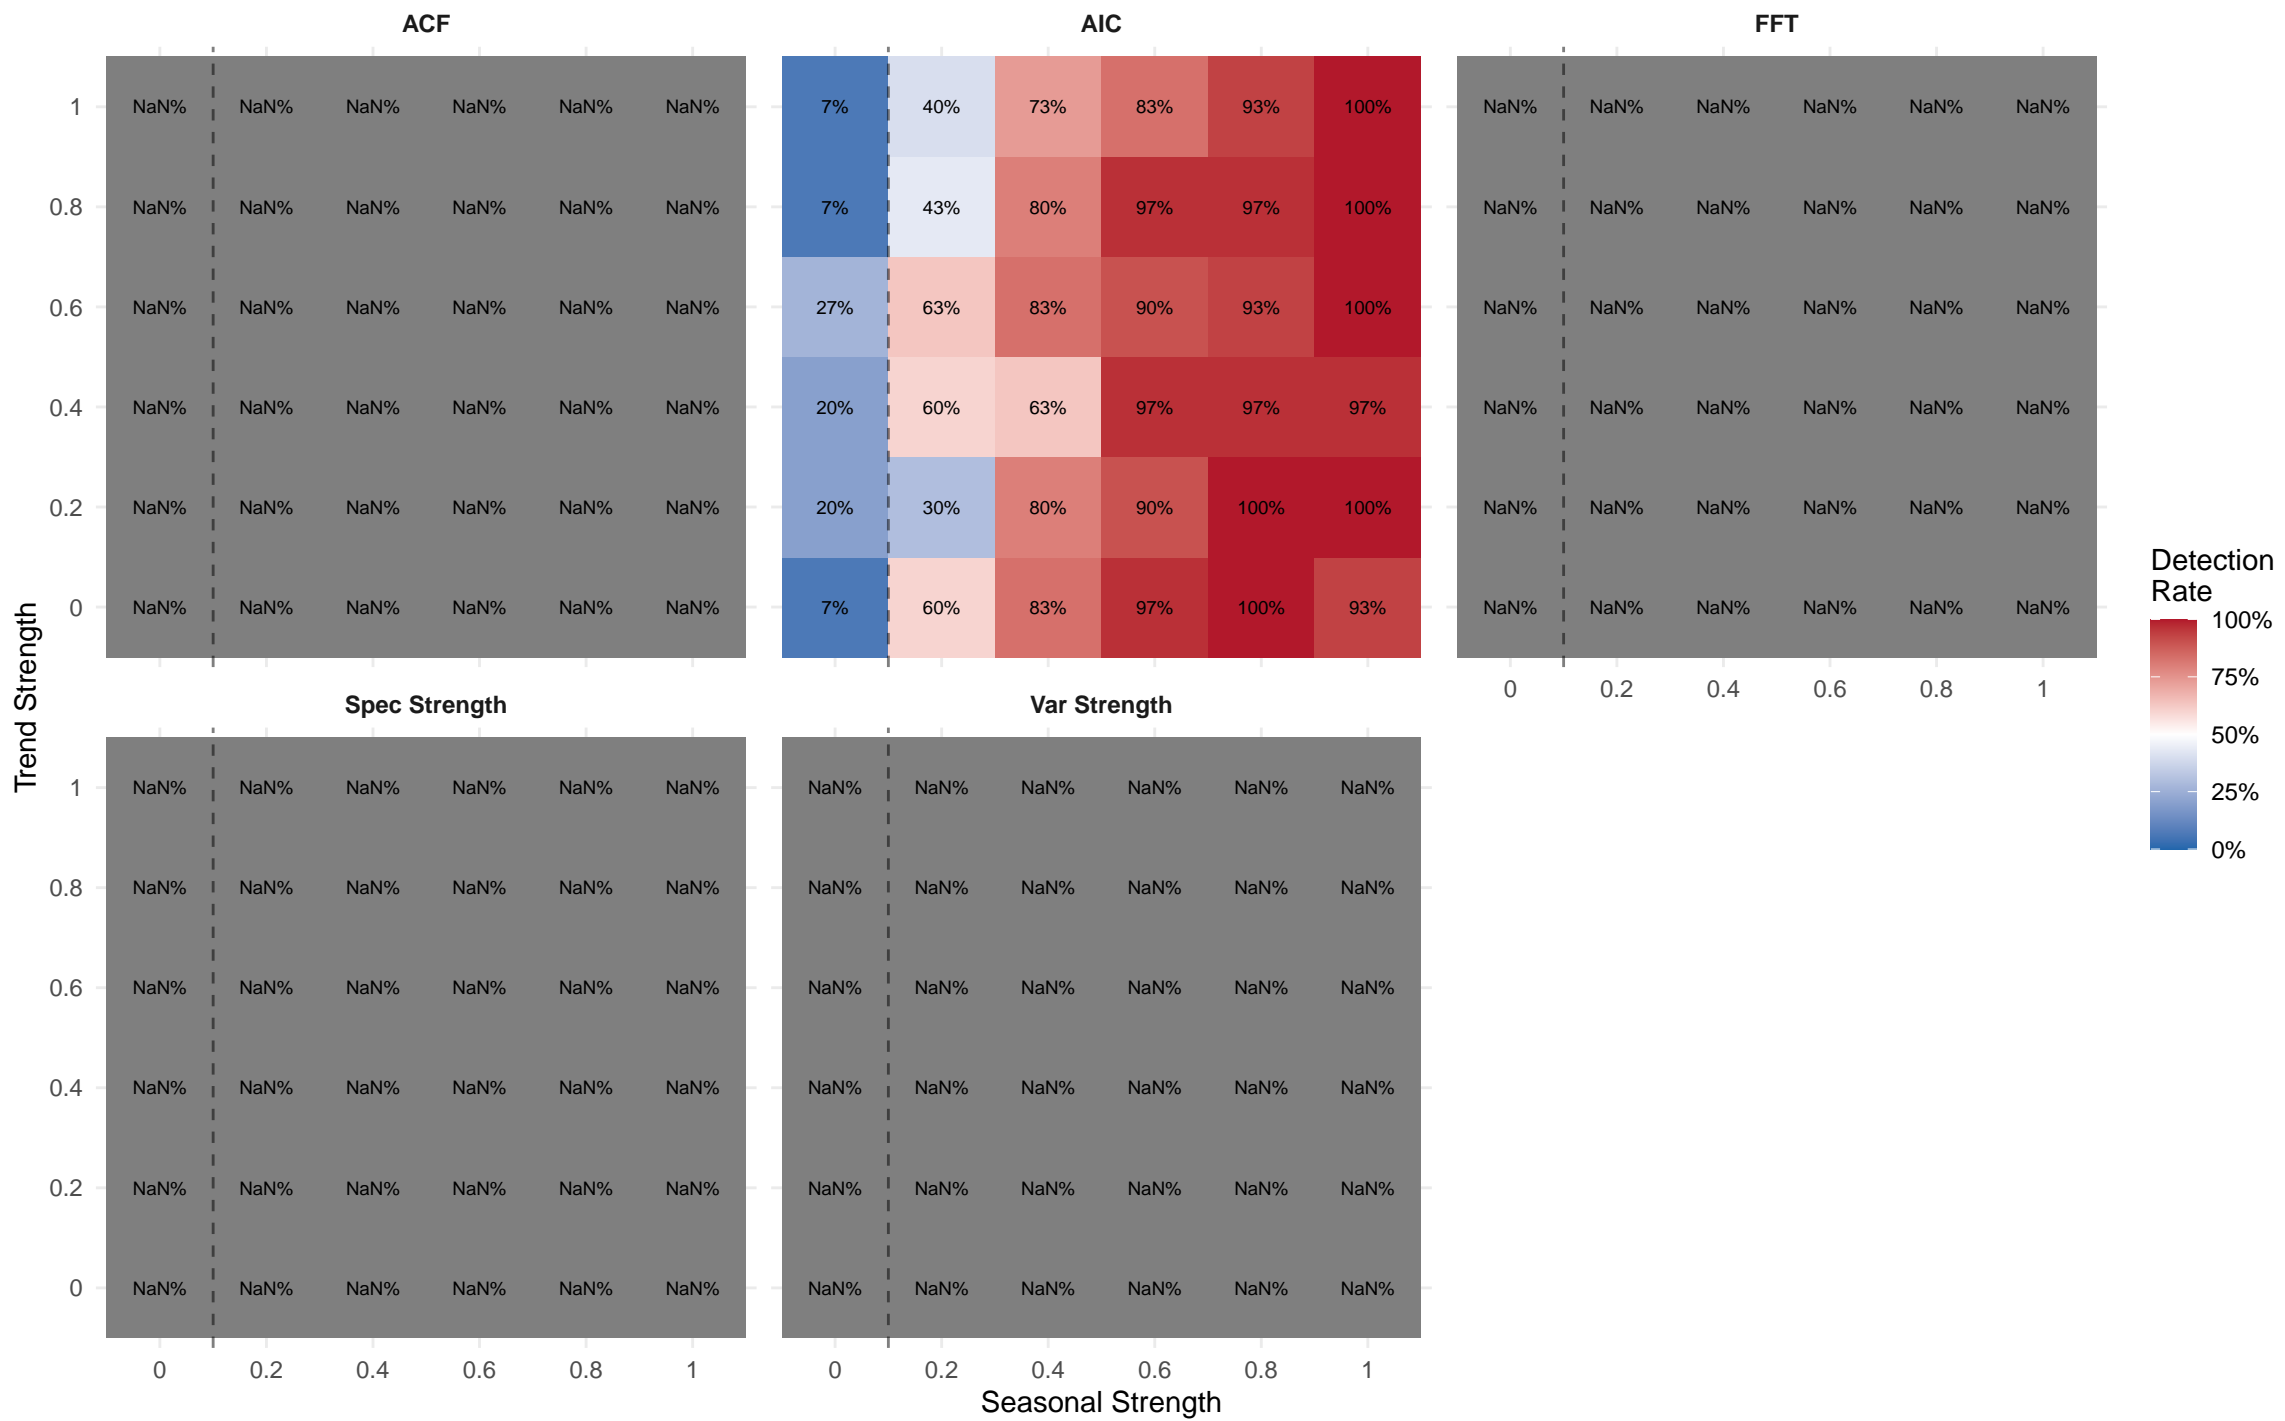 ACF AIC FFT
1 NaN% NaN% NaN% NaN% NaN% NaN% 7% 40% 73% 83% 93% 100% NaN% NaN% NaN% NaN% NaN% NaN%
0.8 NaN% NaN% NaN% NaN% NaN% NaN% 7% 43% 80% 97% 97% 100% NaN% NaN% NaN% NaN% NaN% NaN%
0.6 NaN% NaN% NaN% NaN% NaN% NaN% 27% 63% 83% 90% 93% 100% NaN% NaN% NaN% NaN% NaN% NaN%
0.4 NaN% NaN% NaN% NaN% NaN% NaN% 20% 60% 63% 97% 97% 97% NaN% NaN% NaN% NaN% NaN% NaN%
0.2 NaN% NaN% NaN% NaN% NaN% NaN% 20% 30% 80% 90% 100% 100% NaN% NaN% NaN% NaN% NaN% NaN%
0 NaN% NaN% NaN% NaN% NaN% NaN% 7% 60% 83% 97% 100% 93% NaN% NaN% NaN% NaN% NaN% NaN%
0 0.2 0.4 0.6 0.8 1
Trend Strength
Spec Strength Var Strength
1 NaN% NaN% NaN% NaN% NaN% NaN% NaN% NaN% NaN% NaN% NaN% NaN%
0.8 NaN% NaN% NaN% NaN% NaN% NaN% NaN% NaN% NaN% NaN% NaN% NaN%
0.6 NaN% NaN% NaN% NaN% NaN% NaN% NaN% NaN% NaN% NaN% NaN% NaN%
0.4 NaN% NaN% NaN% NaN% NaN% NaN% NaN% NaN% NaN% NaN% NaN% NaN%
0.2 NaN% NaN% NaN% NaN% NaN% NaN% NaN% NaN% NaN% NaN% NaN% NaN%
0 NaN% NaN% NaN% NaN% NaN% NaN% NaN% NaN% NaN% NaN% NaN% NaN%
0 0.2 0.4 0.6 0.8 1 0 0.2 0.4 0.6 0.8 1
Seasonal Strength
Detection
Rate
100%
75%
50%
25%
0%